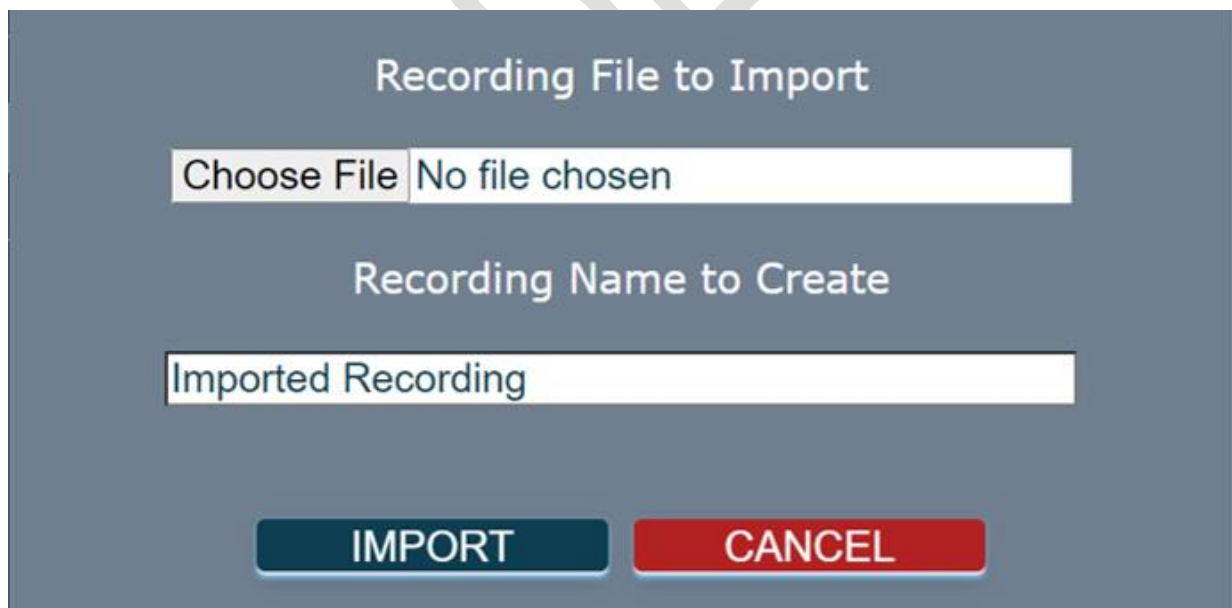 Recording File to Import
Choose File No file chosen
Recording Name to Create
Imported Recording
IMPORT CANCEL